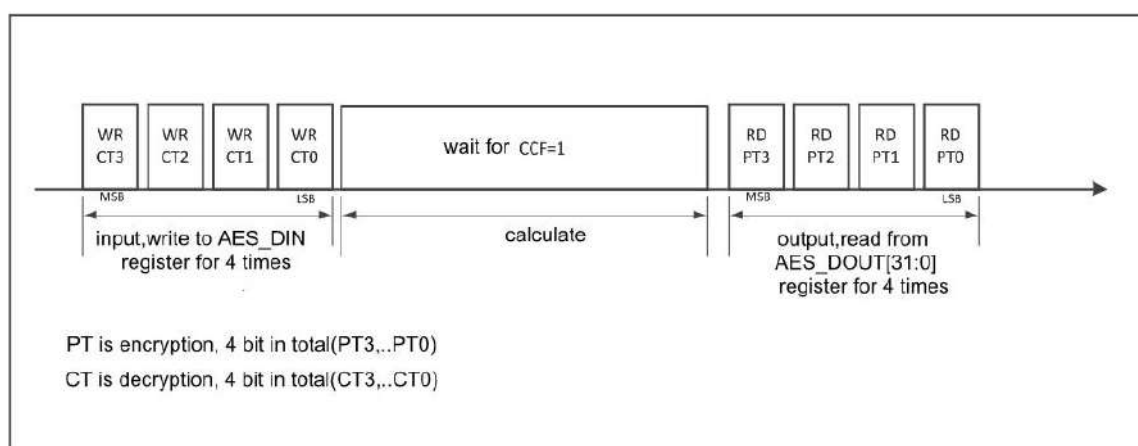 WR CT3
WR CT2
WR CT1
WR CT0
wait for CCF=1
RD PT3
RD PT2
RD PT1
RD PT0
MSB
LSB
MSB
LSB
input,write to AES_DIN
register for 4 times
calculate
output,read from
AES_DOUT[31:0]
register for 4 times
PT is encryption, 4 bit in total(PT3,..PT0)
CT is decryption, 4 bit in total(CT3,..CT0)